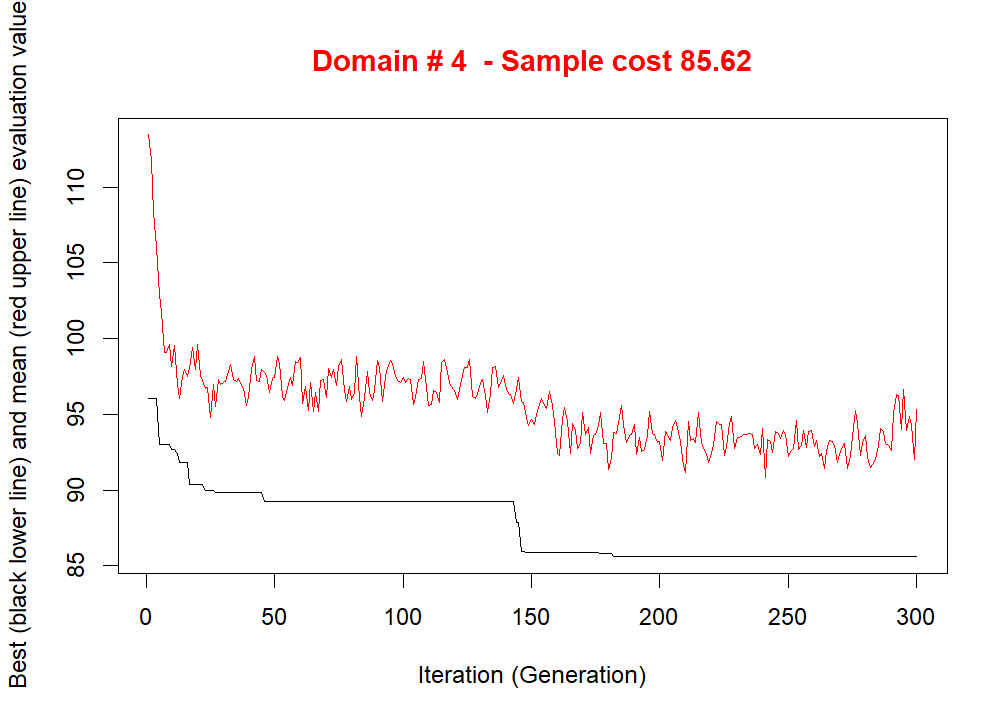 Domain # 4  - Sample cost 85.62
Best (black lower line) and mean (red upper line) evaluation value
110
105
100
95
90
85
0 50 100 150 200 250 300
Iteration (Generation)